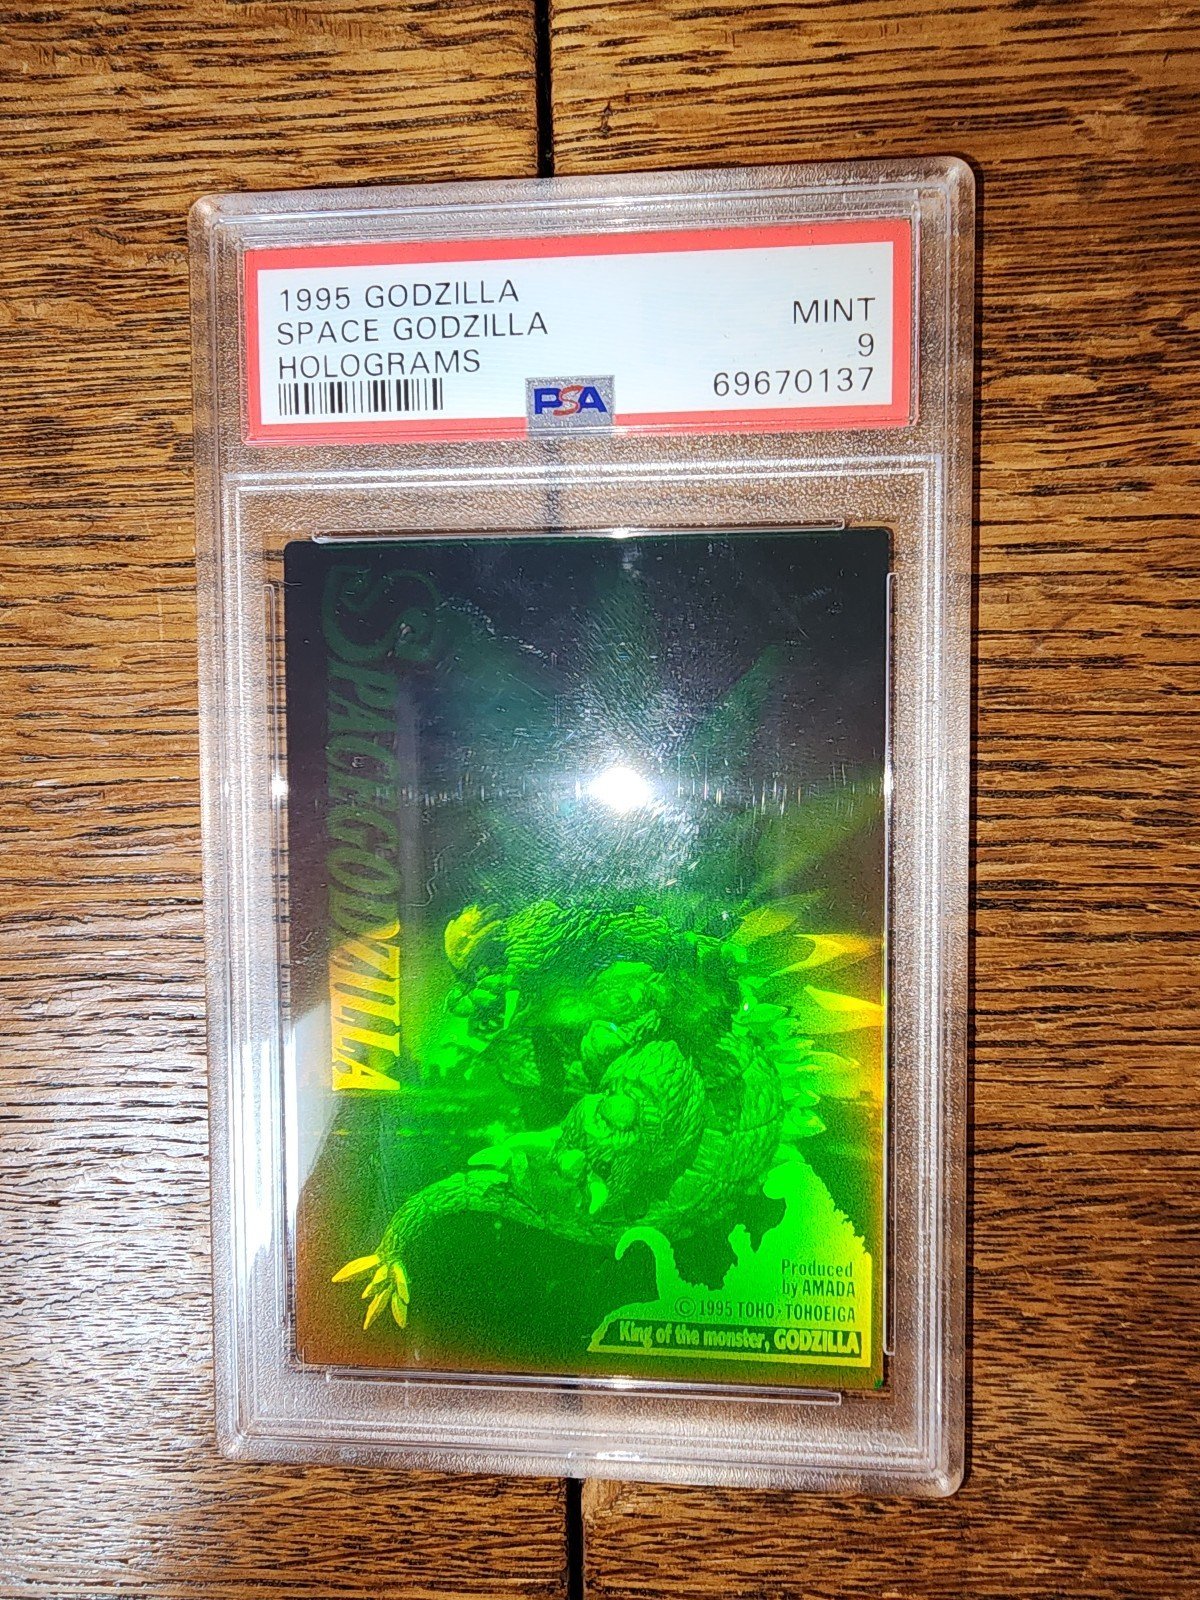 1995 GODZILLA
SPACE GODZILLA
HOLOGRAMS
MINT
9
69670137
PSA
SPACEGODZILLA
Produced
by AMADA
© 1995 TOHO・TOHOEIGA
King of the monster, GODZILLA